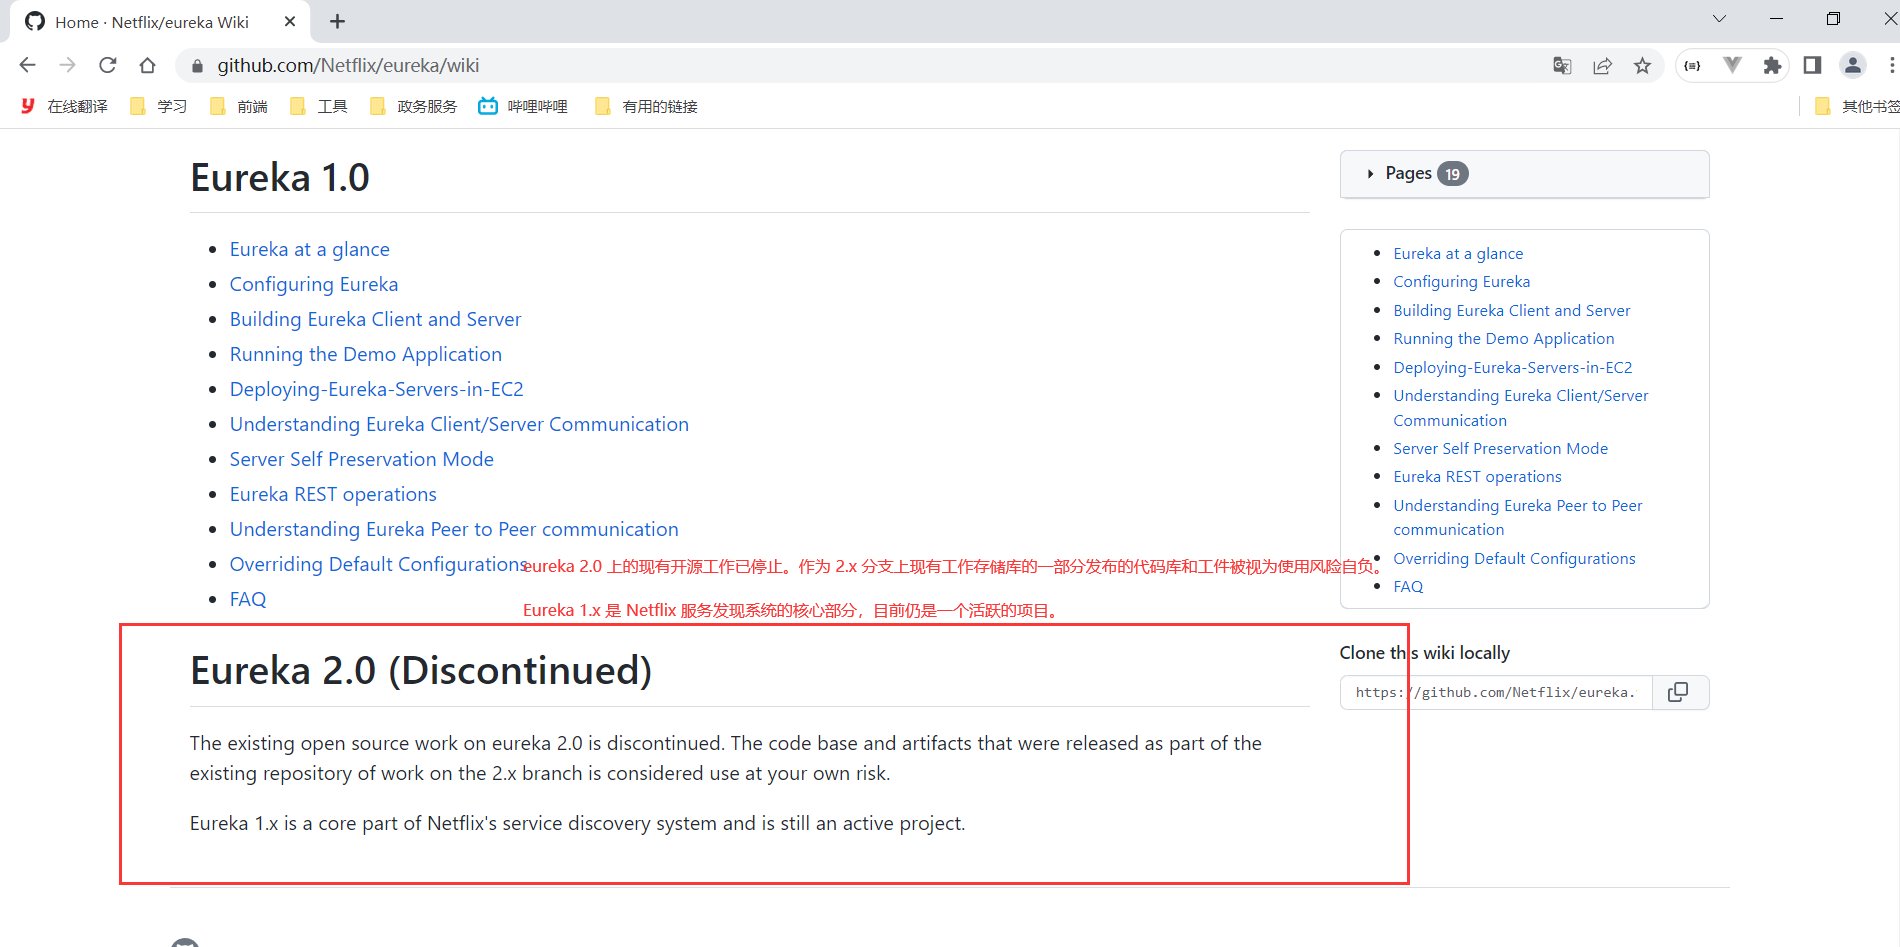 Home · Netflix/eureka Wiki
github.com/Netflix/eureka/wiki
在线翻译 学习 前端 工具 政务服务 哔哩哔哩 有用的链接 其他书签
Eureka 1.0
Eureka at a glance
Configuring Eureka
Building Eureka Client and Server
Running the Demo Application
Deploying-Eureka-Servers-in-EC2
Understanding Eureka Client/Server Communication
Server Self Preservation Mode
Eureka REST operations
Understanding Eureka Peer to Peer communication
Overriding Default Configurations
FAQ
eureka 2.0 上的现有开源工作已停止。作为 2.x 分支上现有工作存储库的一部分发布的代码库和工件被视为使用风险自负。
Eureka 1.x 是 Netflix 服务发现系统的核心部分，目前仍是一个活跃的项目。
Eureka 2.0 (Discontinued)
The existing open source work on eureka 2.0 is discontinued. The code base and artifacts that were released as part of the
existing repository of work on the 2.x branch is considered use at your own risk.
Eureka 1.x is a core part of Netflix's service discovery system and is still an active project.
Pages 19
Eureka at a glance
Configuring Eureka
Building Eureka Client and Server
Running the Demo Application
Deploying-Eureka-Servers-in-EC2
Understanding Eureka Client/Server
Communication
Server Self Preservation Mode
Eureka REST operations
Understanding Eureka Peer to Peer
communication
Overriding Default Configurations
FAQ
Clone this wiki locally
https://github.com/Netflix/eureka.